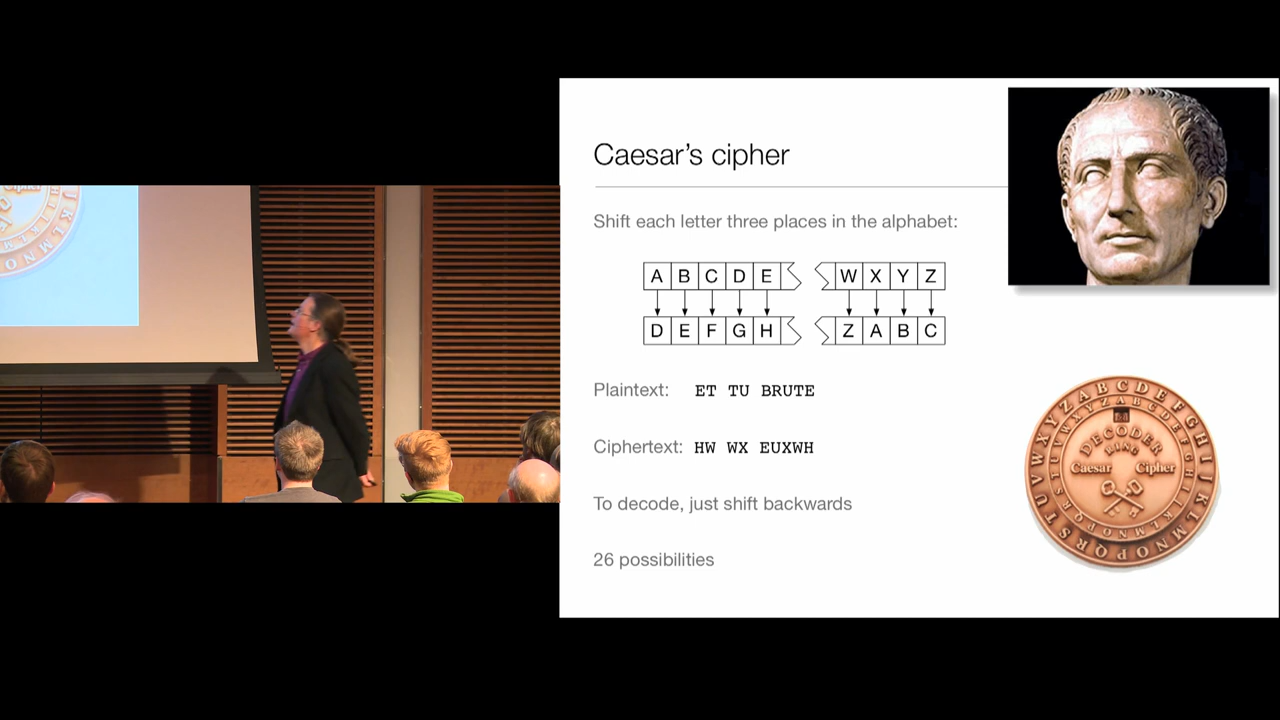 Caesar's cipher
Shift each letter three places in the alphabet:
A B C D E W X Y Z
D E F G H Z A B C
Plaintext: ET TU BRUTE
Ciphertext: HW WX EUXWH
To decode, just shift backwards
26 possibilities
A B C D E F G H I J K L M N O P Q R S T U V W X Y Z
DECODER
RING
Caesar Cipher